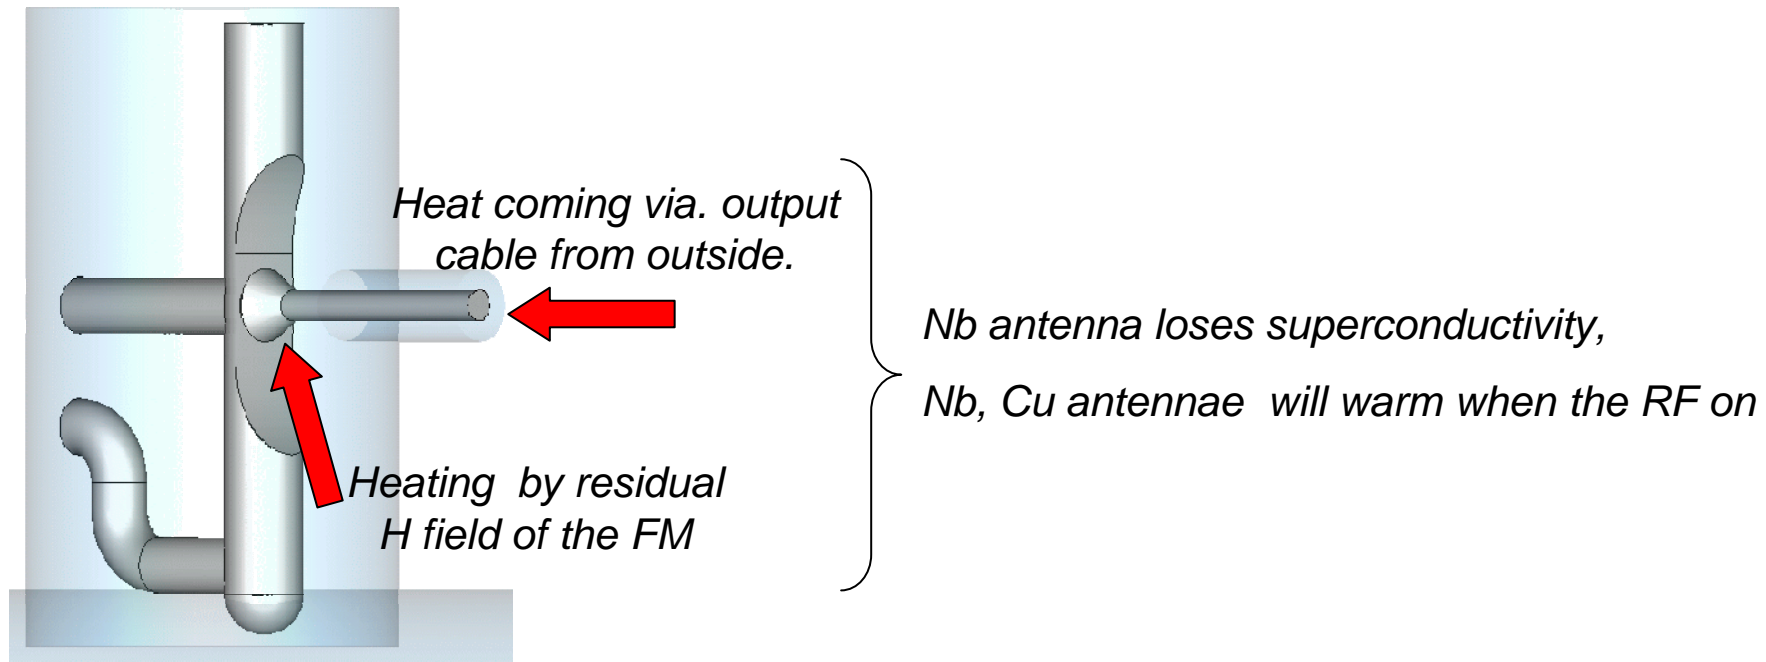 Heat coming via. output
cable from outside.
Heating by residual
H field of the FM
Nb antenna loses superconductivity,
Nb, Cu antennae will warm when the RF on